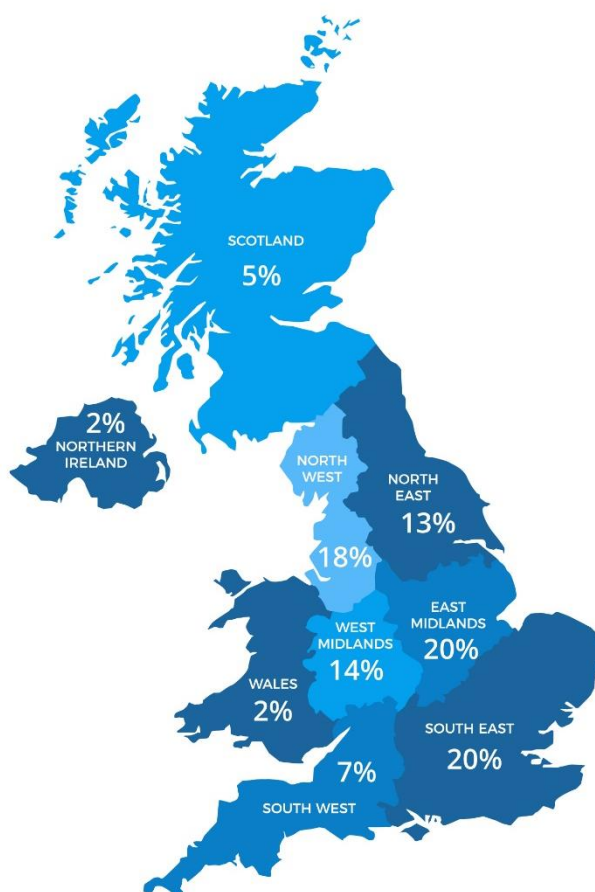 SCOTLAND
5%
2%
NORTHERN
IRELAND
NORTH
WEST
18%
NORTH
EAST
13%
EAST
MIDLANDS
20%
WEST
MIDLANDS
14%
WALES
2%
SOUTH EAST
20%
7%
SOUTH WEST